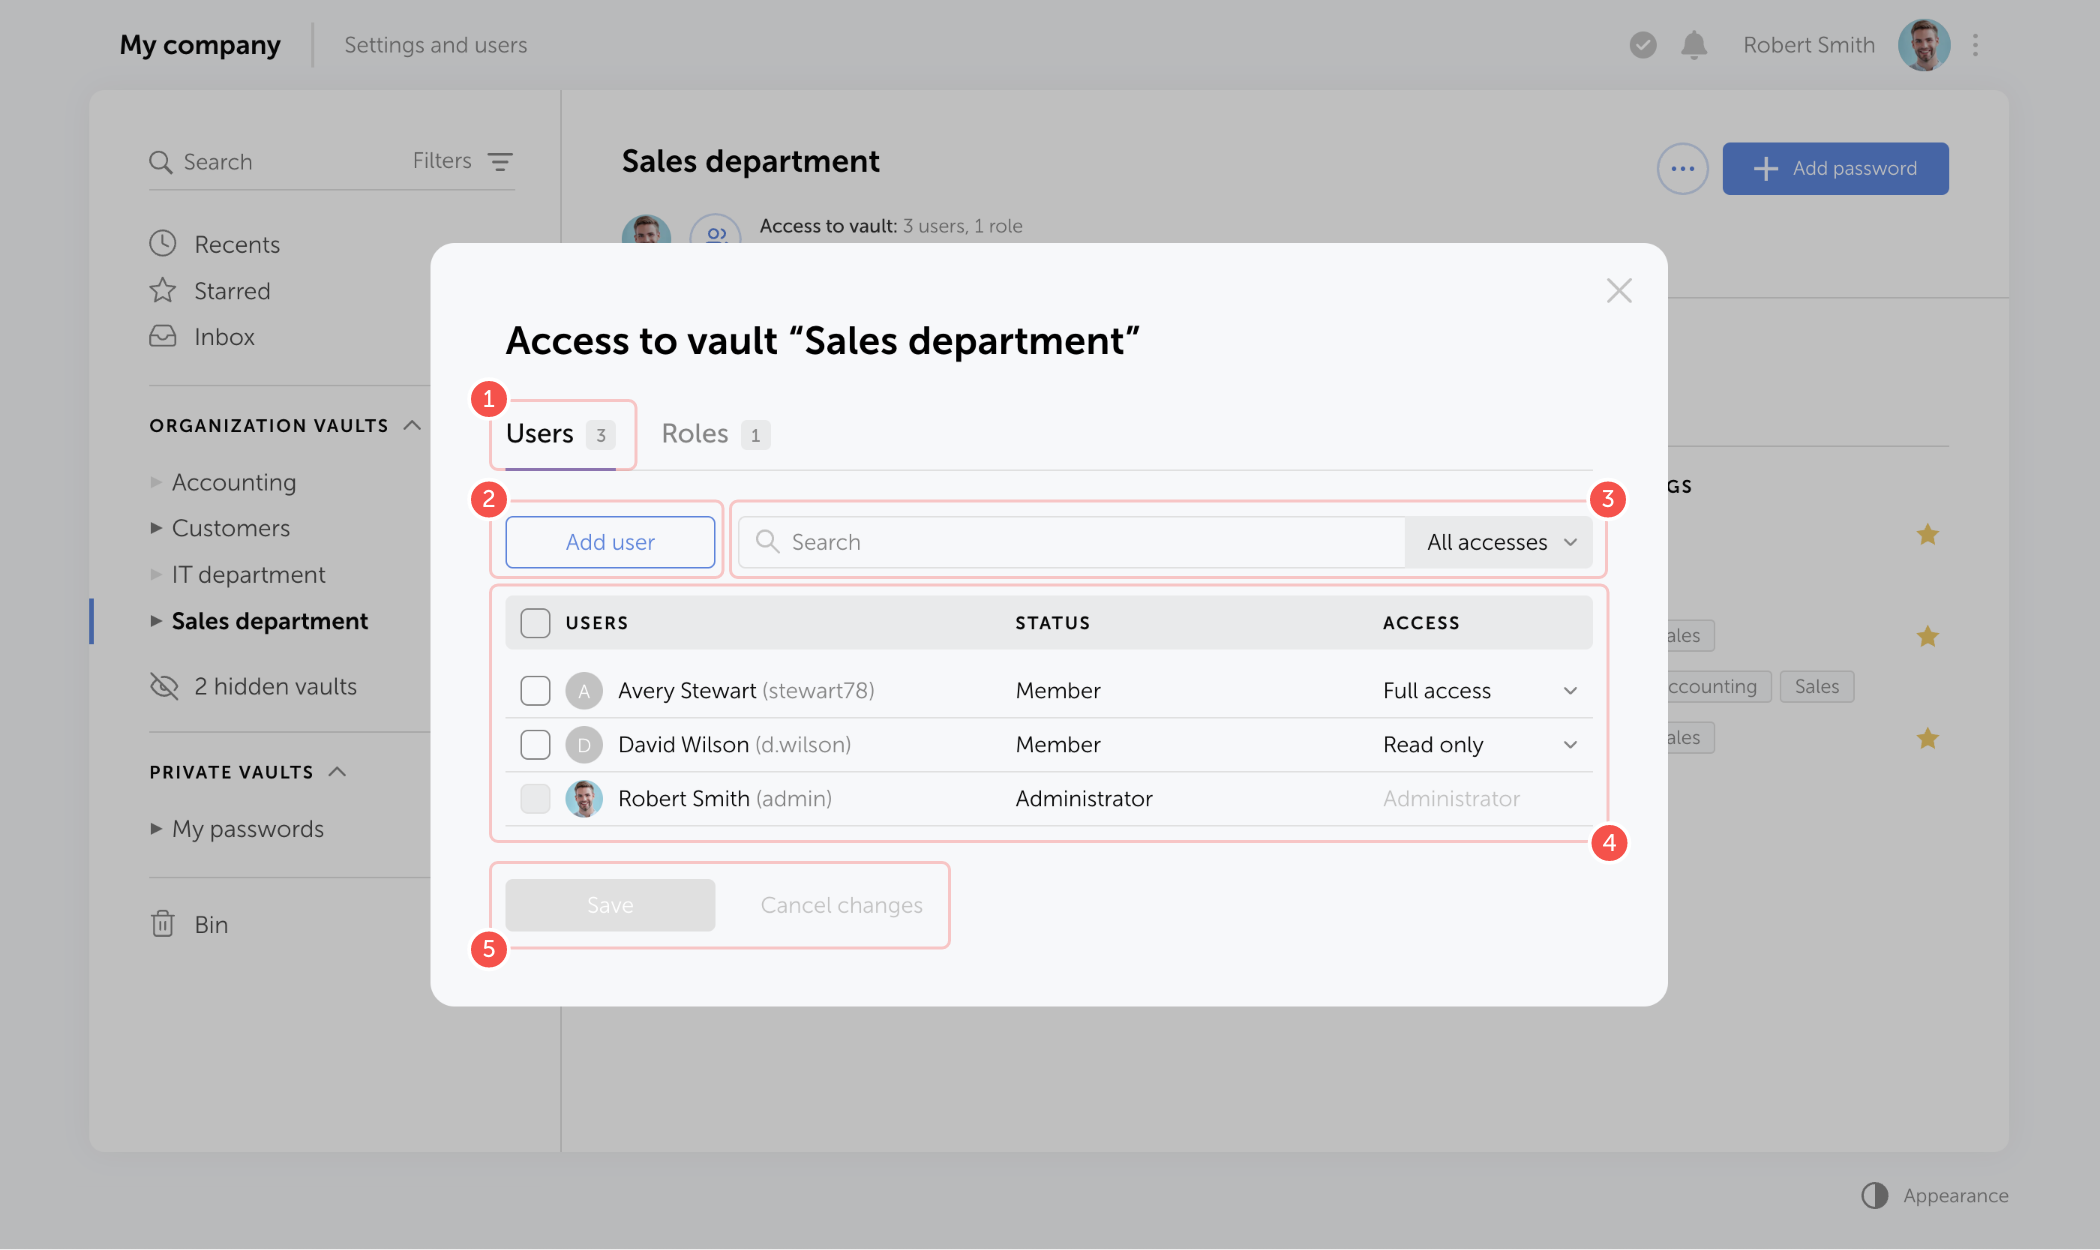 My company
Settings and users
Robert Smith
Search
Filters
Recents
Starred
Inbox
ORGANIZATION VAULTS
Accounting
Customers
IT department
Sales department
2 hidden vaults
PRIVATE VAULTS
My passwords
Bin
Sales department
Add password
Access to vault: 3 users, 1 role
Access to vault “Sales department”
1
Users 3
Roles 1
2
3
Add user
Search
All accesses
USERS STATUS ACCESS
A Avery Stewart (stewart78) Member Full access
D David Wilson (d.wilson) Member Read only
Robert Smith (admin) Administrator Administrator
4
Save
Cancel changes
5
GS
ales
ccounting Sales
ales
Appearance